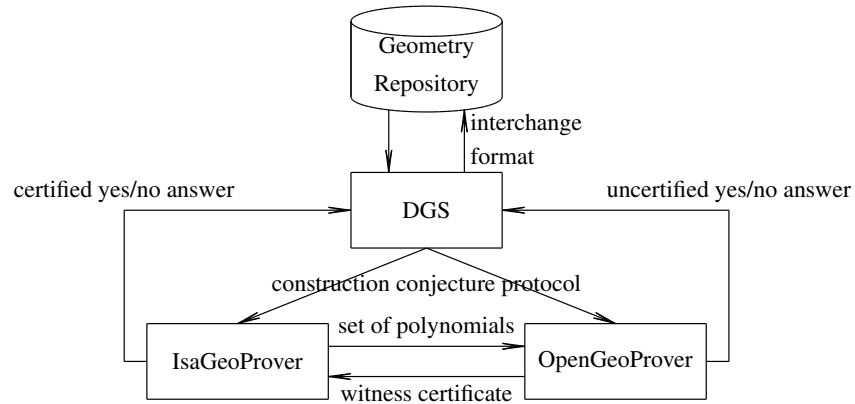 Geometry
Repository
interchange
format
certified yes/no answer
uncertified yes/no answer
DGS
construction conjecture protocol
set of polynomials
IsaGeoProver
OpenGeoProver
witness certificate